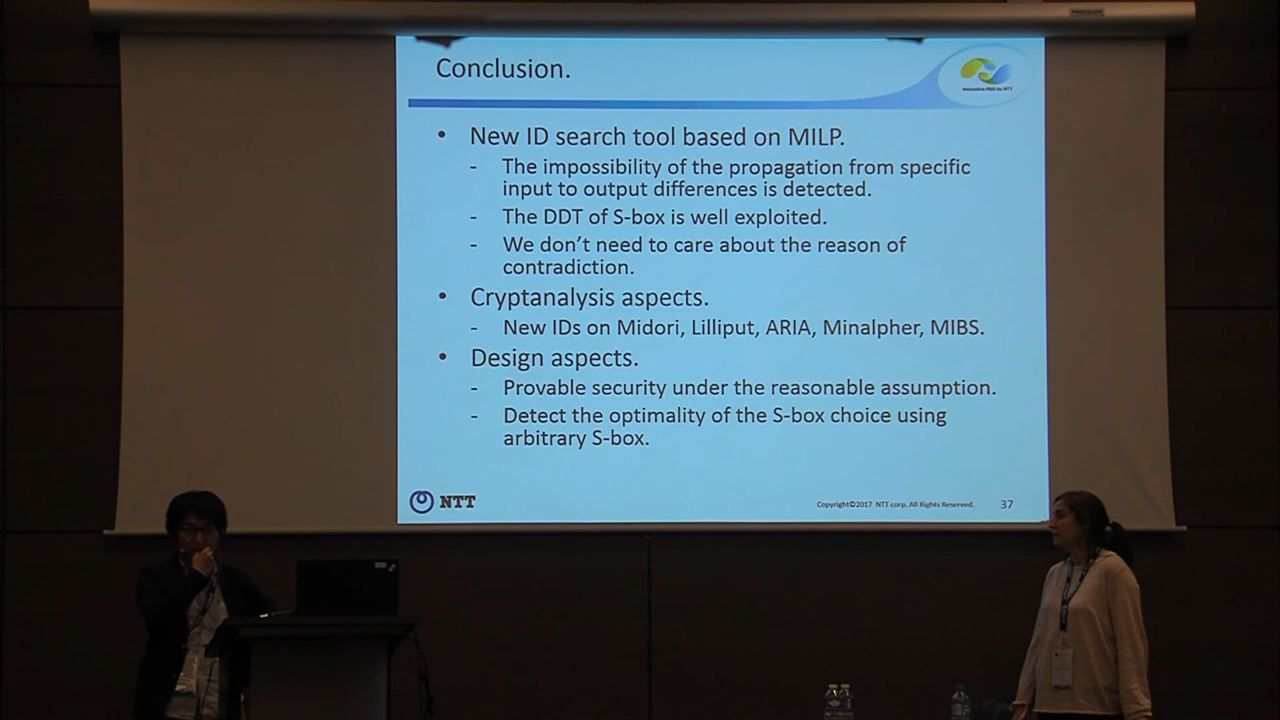 Conclusion.
Innovative R&D by NTT
• New ID search tool based on MILP.
- The impossibility of the propagation from specific
input to output differences is detected.
- The DDT of S-box is well exploited.
- We don't need to care about the reason of
contradiction.
• Cryptanalysis aspects.
- New IDs on Midori, Lilliput, ARIA, Minalpher, MIBS.
• Design aspects.
- Provable security under the reasonable assumption.
- Detect the optimality of the S-box choice using
arbitrary S-box.
NTT
Copyright©2017 NTT corp. All Rights Reserved.
37